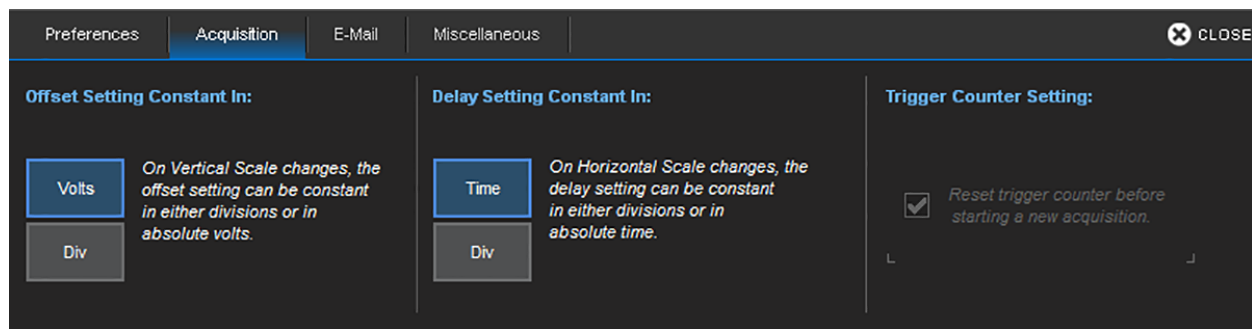 Preferences Acquisition E-Mail Miscellaneous CLOSE
Offset Setting Constant In:
Volts
Div
On Vertical Scale changes, the
offset setting can be constant
in either divisions or in
absolute volts.
Delay Setting Constant In:
Time
Div
On Horizontal Scale changes, the
delay setting can be constant
in either divisions or in
absolute time.
Trigger Counter Setting:
Reset trigger counter before
starting a new acquisition.